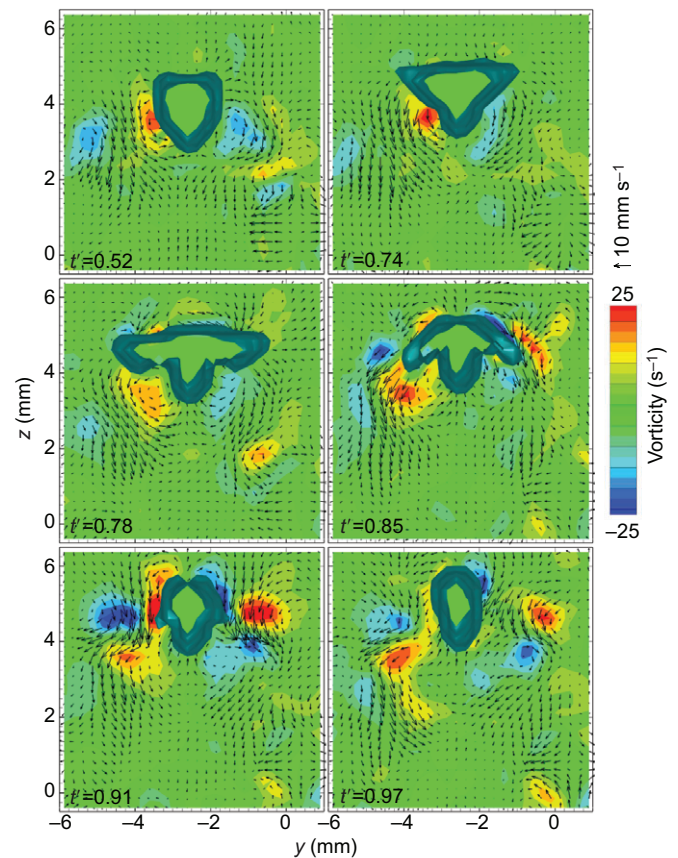 6
4
2
0
t′=0.52
t′=0.74
↑10 mm s−1
6
4
2
0
z (mm)
t′=0.78
t′=0.85
25
Vorticity (s−1)
–25
6
4
2
0
t′=0.91
t′=0.97
−6 −4 −2 0 −6 −4 −2 0
y (mm)